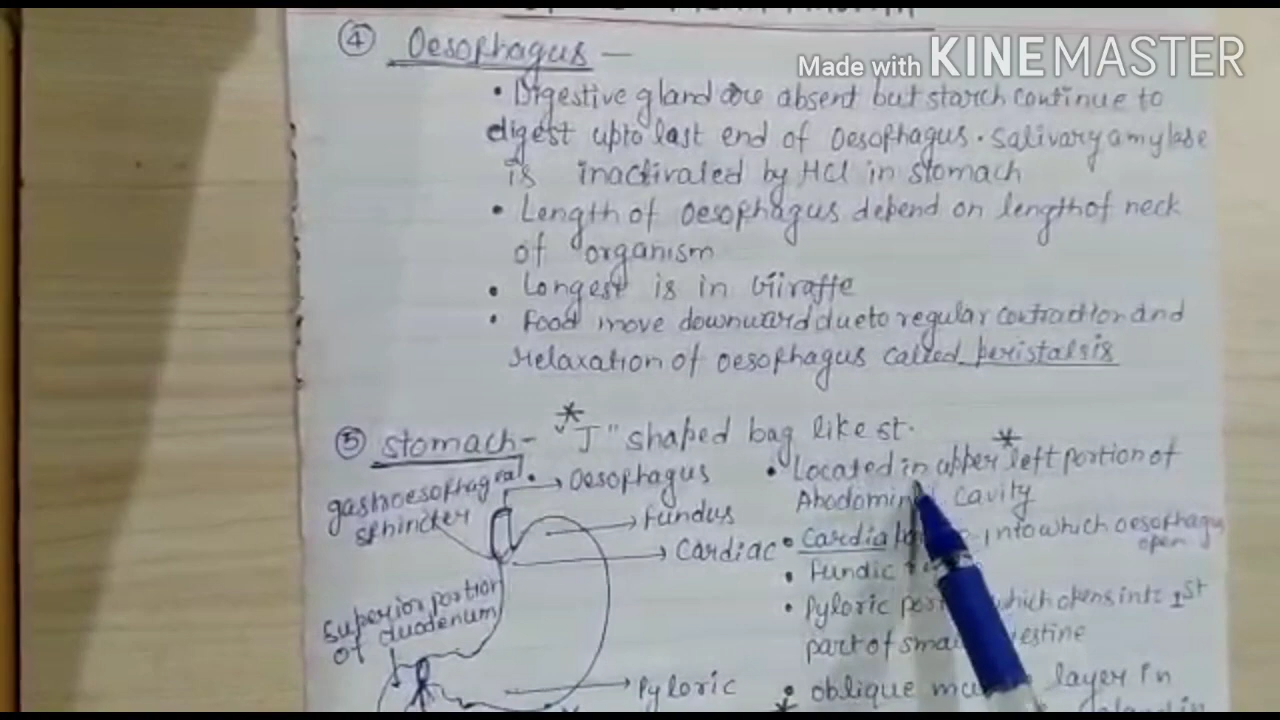 Made with KINEMASTER
④ Oesophagus —
• Digestive gland are absent but starch continue to
digest upto last end of oesophagus. Salivary amylase
is inactivated by HCl in stomach
• Length of oesophagus depend on length of neck
of organism
• Longest is in Giraffe
• Food move downward due to regular contraction and
relaxation of oesophagus called peristalsis
⑤ Stomach - * "J" shaped bag like st.
gastroesophageal
sphincter
→ Oesophagus
→ Fundus
→ Cardiac
Superior portion
of duodenum
→ Pyloric
• Located in upper * left portion of
Abdominal cavity
• Cardia into which oesophagus
open
• Fundic
• Pyloric which opens into 1st
part of small intestine
• oblique layer in
*